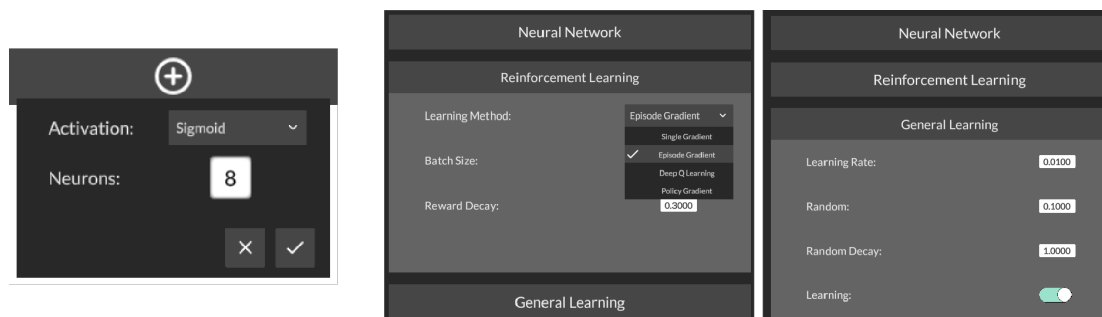 Activation: Sigmoid
Neurons: 8
Neural Network
Reinforcement Learning
Learning Method: Episode Gradient
Single Gradient
Episode Gradient
Deep Q Learning
Policy Gradient
Batch Size:
Reward Decay: 0.3000
General Learning
Neural Network
Reinforcement Learning
General Learning
Learning Rate: 0.0100
Random: 0.1000
Random Decay: 1.0000
Learning: